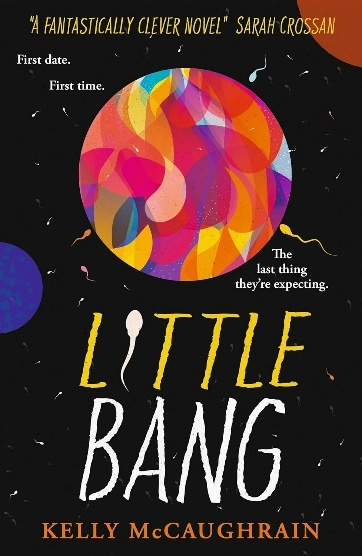 "A FANTASTICALLY CLEVER NOVEL" SARAH CROSSAN
First date.
First time.
The
last thing
they're expecting.
LITTLE
BANG
KELLY McCAUGHRAIN